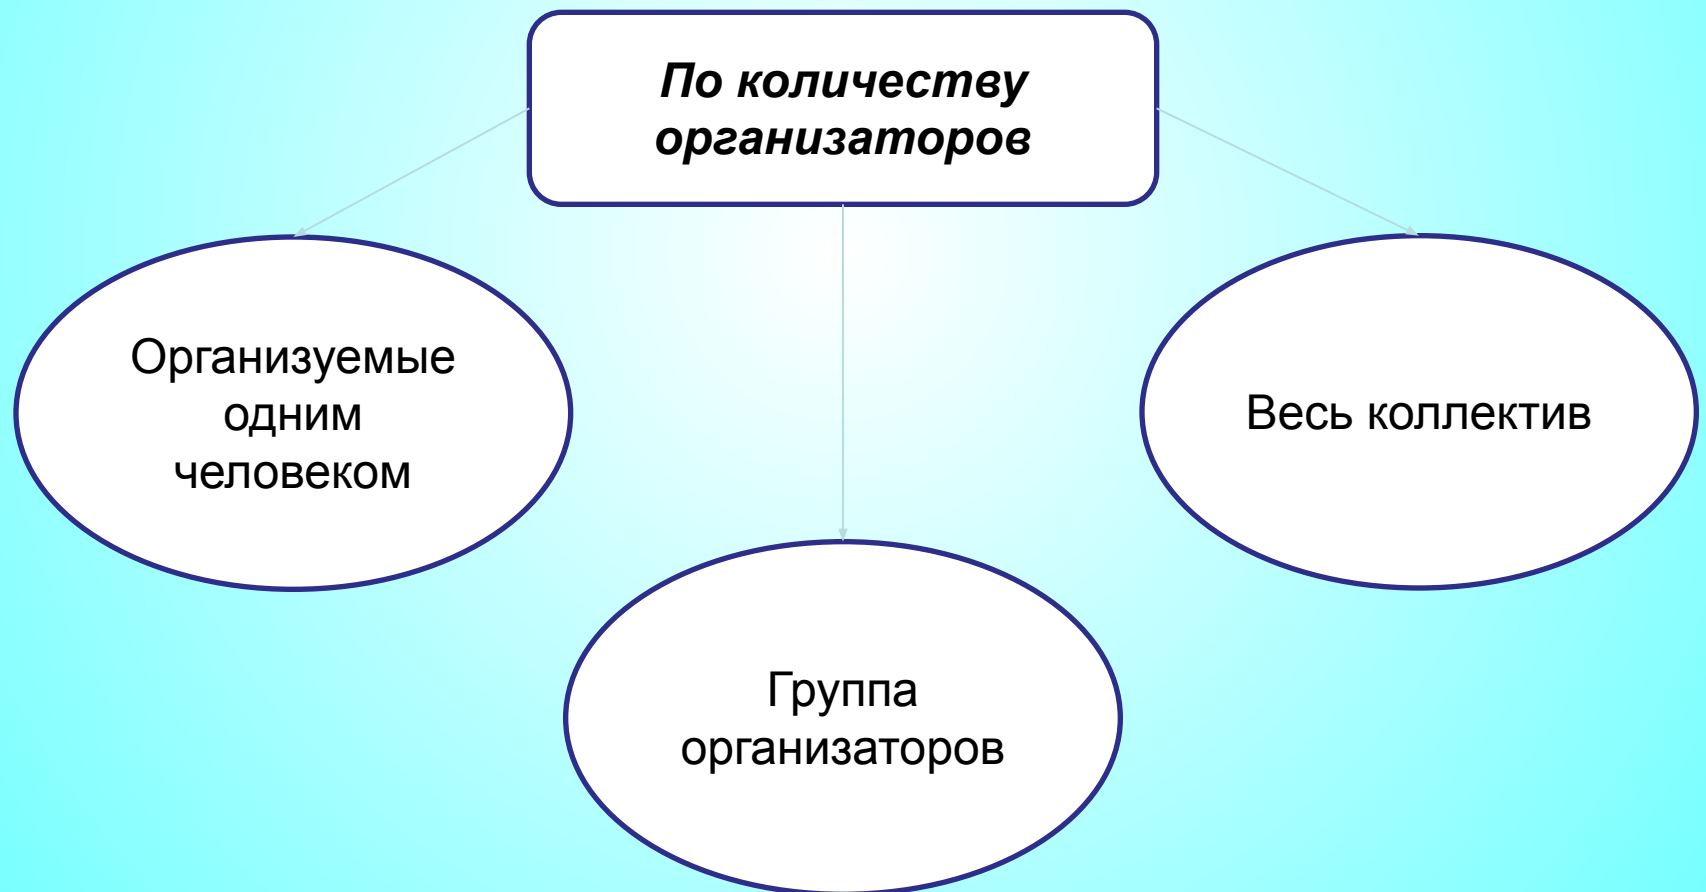 По количеству
организаторов
Организуемые
одним
человеком
Весь коллектив
Группа
организаторов